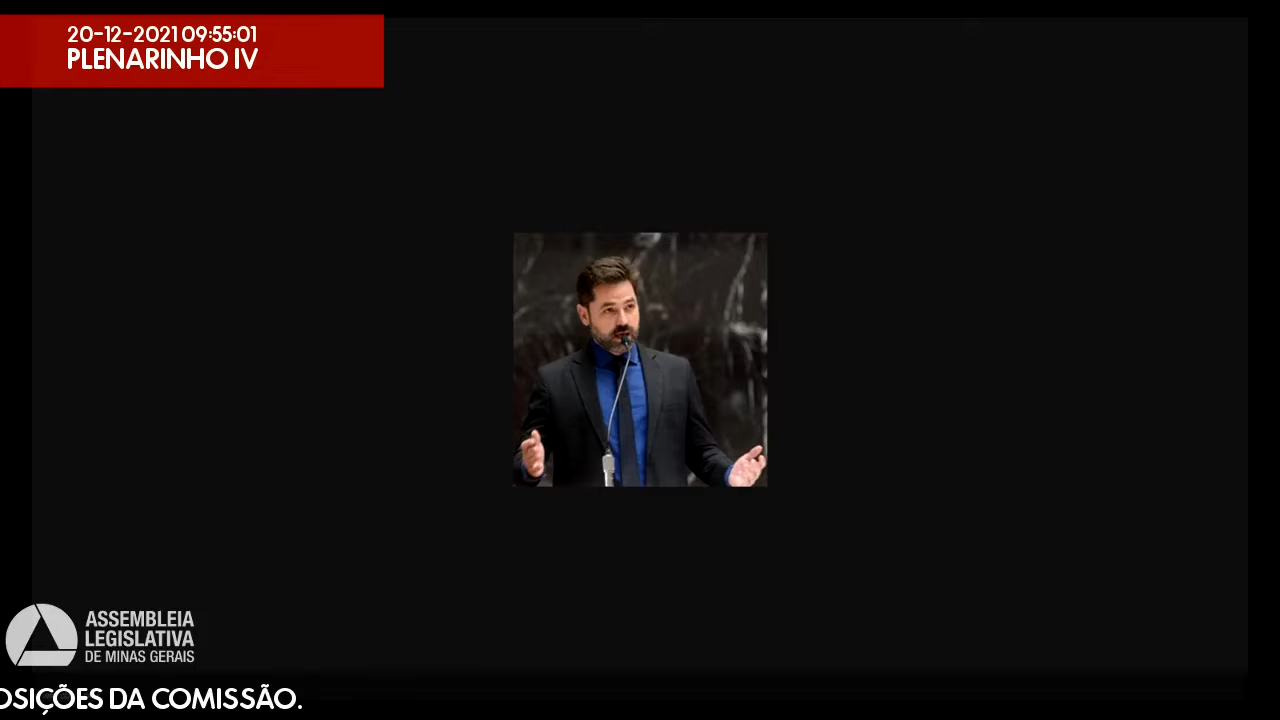 20-12-2021 09:55:01
PLENARINHO IV
ASSEMBLEIA
LEGISLATIVA
DE MINAS GERAIS
OSIÇÕES DA COMISSÃO.